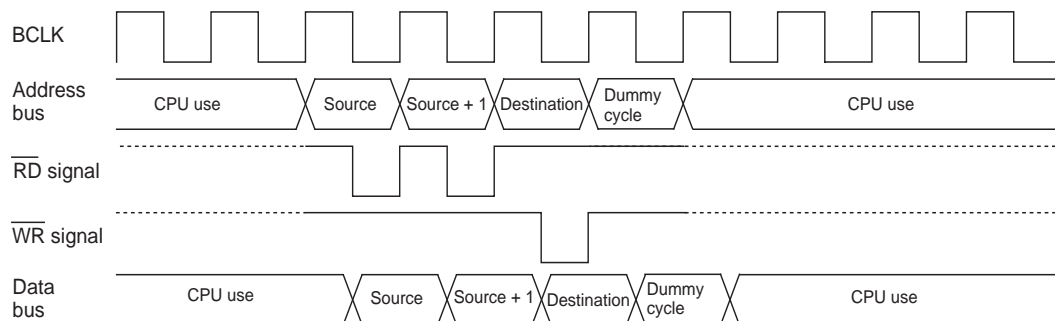 BCLK
Address
bus
CPU use
Source
Source + 1
Destination
Dummy
cycle
CPU use
RD signal
WR signal
Data
bus
CPU use
Source
Source + 1
Destination
Dummy
cycle
CPU use